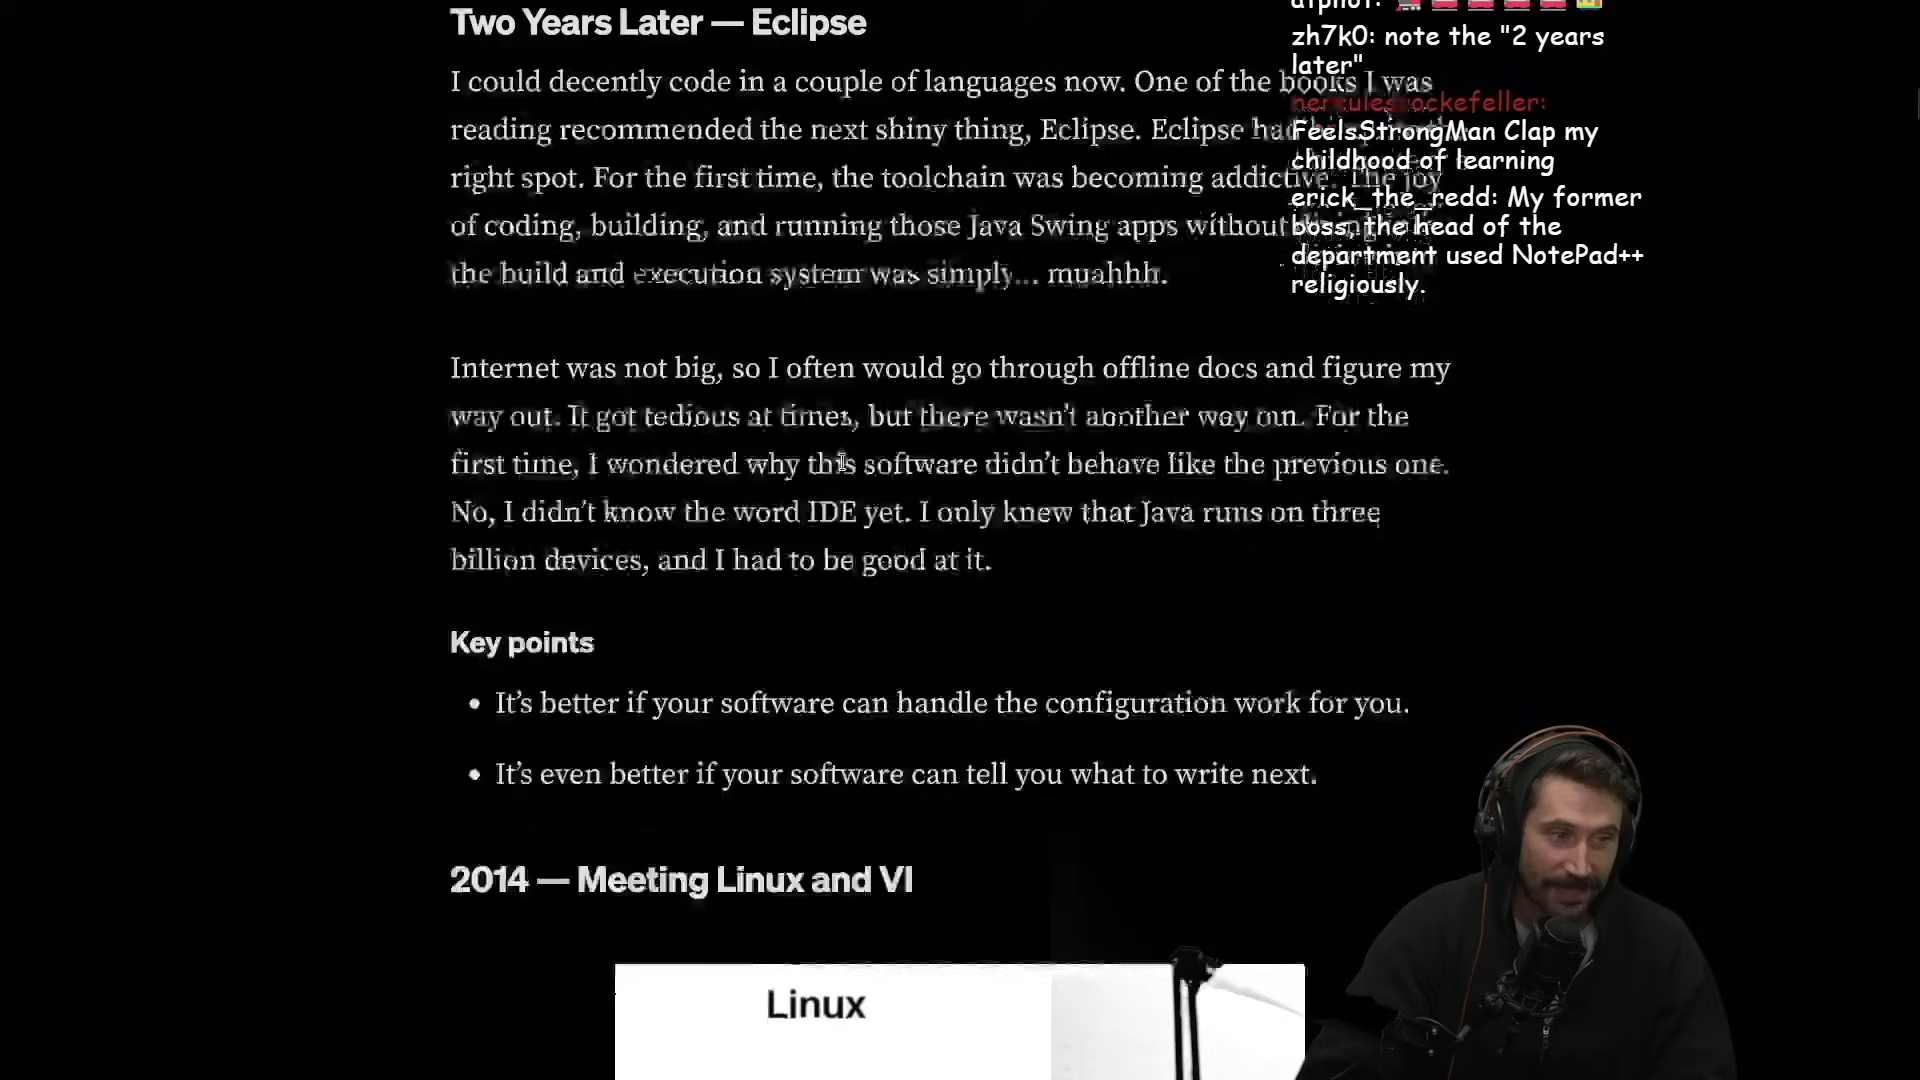 Two Years Later — Eclipse
I could decently code in a couple of languages now. One of the books I was
reading recommended the next shiny thing, Eclipse. Eclipse had
right spot. For the first time, the toolchain was becoming addictive. The joy
of coding, building, and running those Java Swing apps without
the build and execution system was simply... muahhh.
Internet was not big, so I often would go through offline docs and figure my
way out. It got tedious at times, but there wasn’t another way out. For the
first time, I wondered why this software didn’t behave like the previous one.
No, I didn’t know the word IDE yet. I only knew that Java runs on three
billion devices, and I had to be good at it.
Key points
• It’s better if your software can handle the configuration work for you.
• It’s even better if your software can tell you what to write next.
2014 — Meeting Linux and VI
Linux
zh7k0: note the "2 years
later"
herculesrockefeller:
FeelsStrongMan Clap my
childhood of learning
erick_the_redd: My former
boss, the head of the
department used NotePad++
religiously.